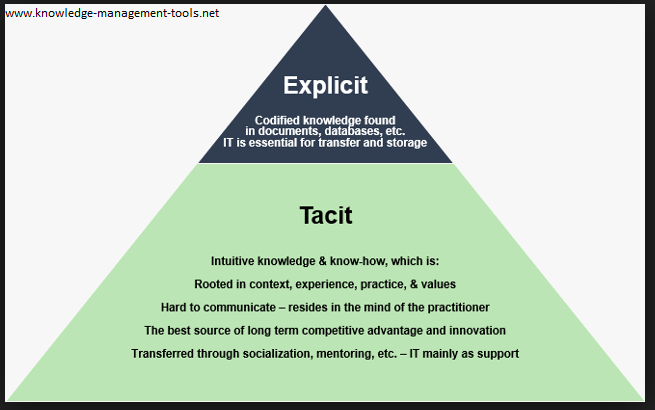 www.knowledge-management-tools.net
Explicit
Codified knowledge found
in documents, databases, etc.
IT is essential for transfer and storage
Tacit
Intuitive knowledge & know-how, which is:
Rooted in context, experience, practice, & values
Hard to communicate – resides in the mind of the practitioner
The best source of long term competitive advantage and innovation
Transferred through socialization, mentoring, etc. – IT mainly as support